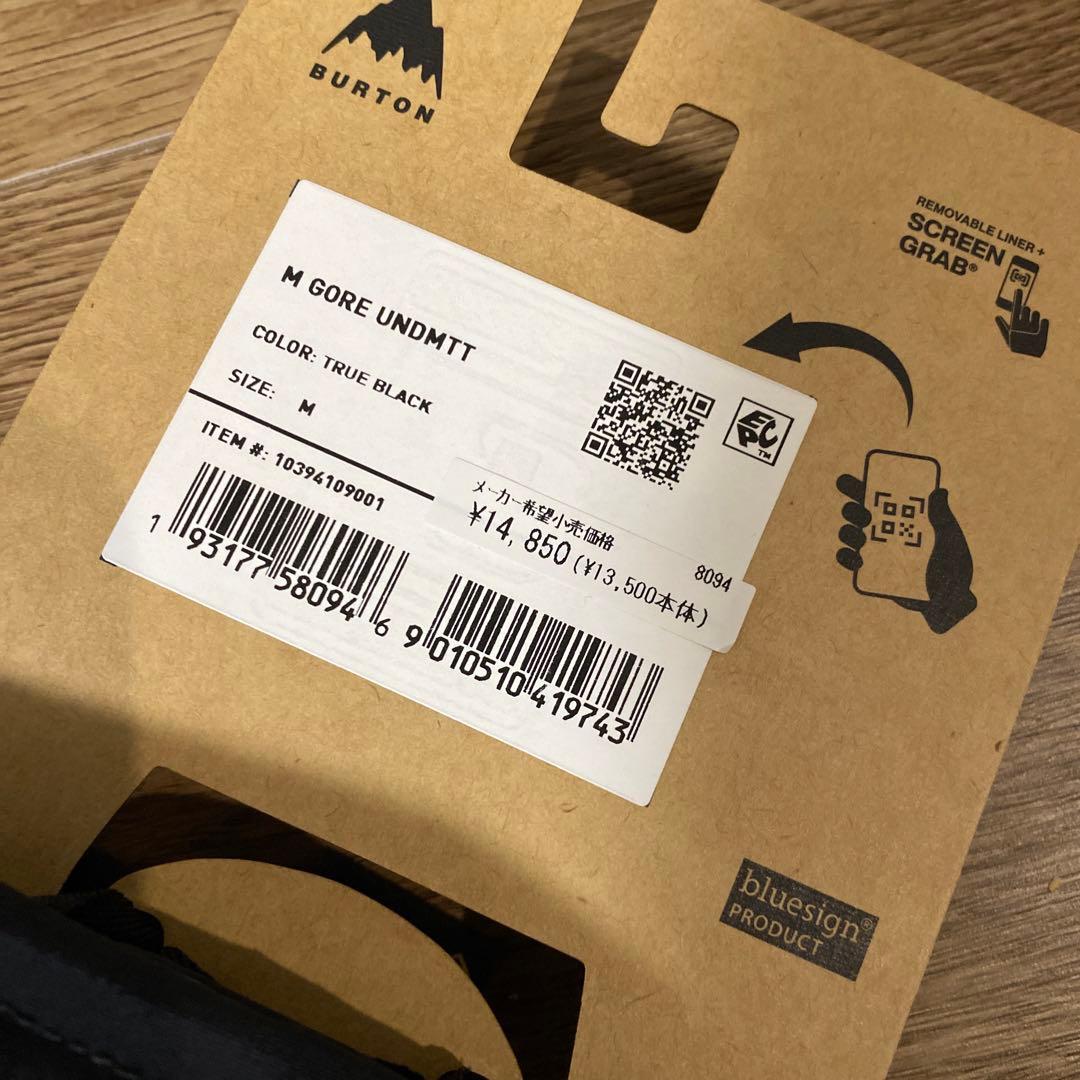 BURTON
REMOVABLE LINER +
SCREEN
GRAB®
M GORE UNDMTT
COLOR: TRUE BLACK
SIZE: M
ITEM #: 10394109001
EPC™
メーカー希望小売価格
¥14,850(¥13,500本体)
8094
1 93177 58094 6
9 010510 419743
bluesign®
PRODUCT